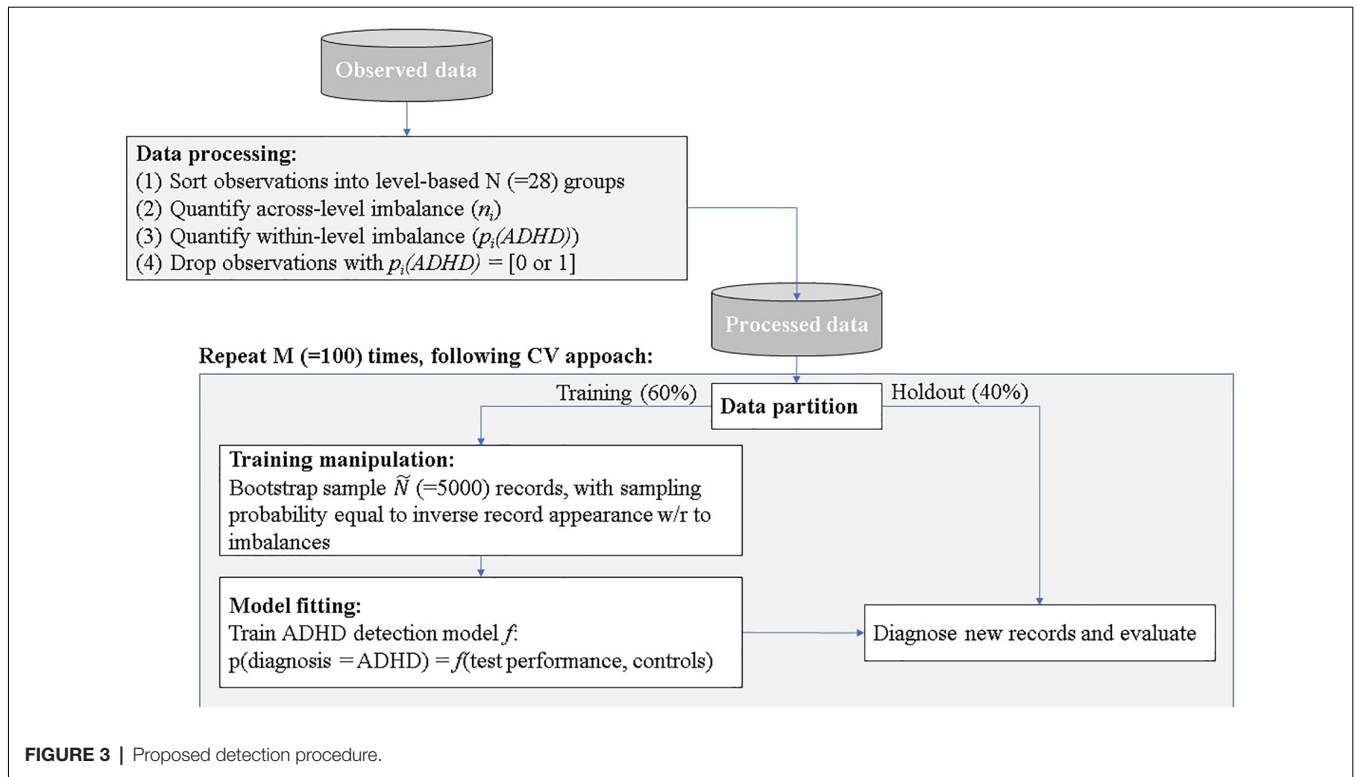 Observed data
Data processing:
(1) Sort observations into level-based N (=28) groups
(2) Quantify across-level imbalance (nᵢ)
(3) Quantify within-level imbalance (pᵢ(ADHD))
(4) Drop observations with pᵢ(ADHD) = [0 or 1]
Processed data
Repeat M (=100) times, following CV appoach:
Training (60%)
Data partition
Holdout (40%)
Training manipulation:
Bootstrap sample Ñ (=5000) records, with sampling
probability equal to inverse record appearance w/r to
imbalances
Model fitting:
Train ADHD detection model f:
p(diagnosis = ADHD) = f(test performance, controls)
Diagnose new records and evaluate
FIGURE 3 | Proposed detection procedure.